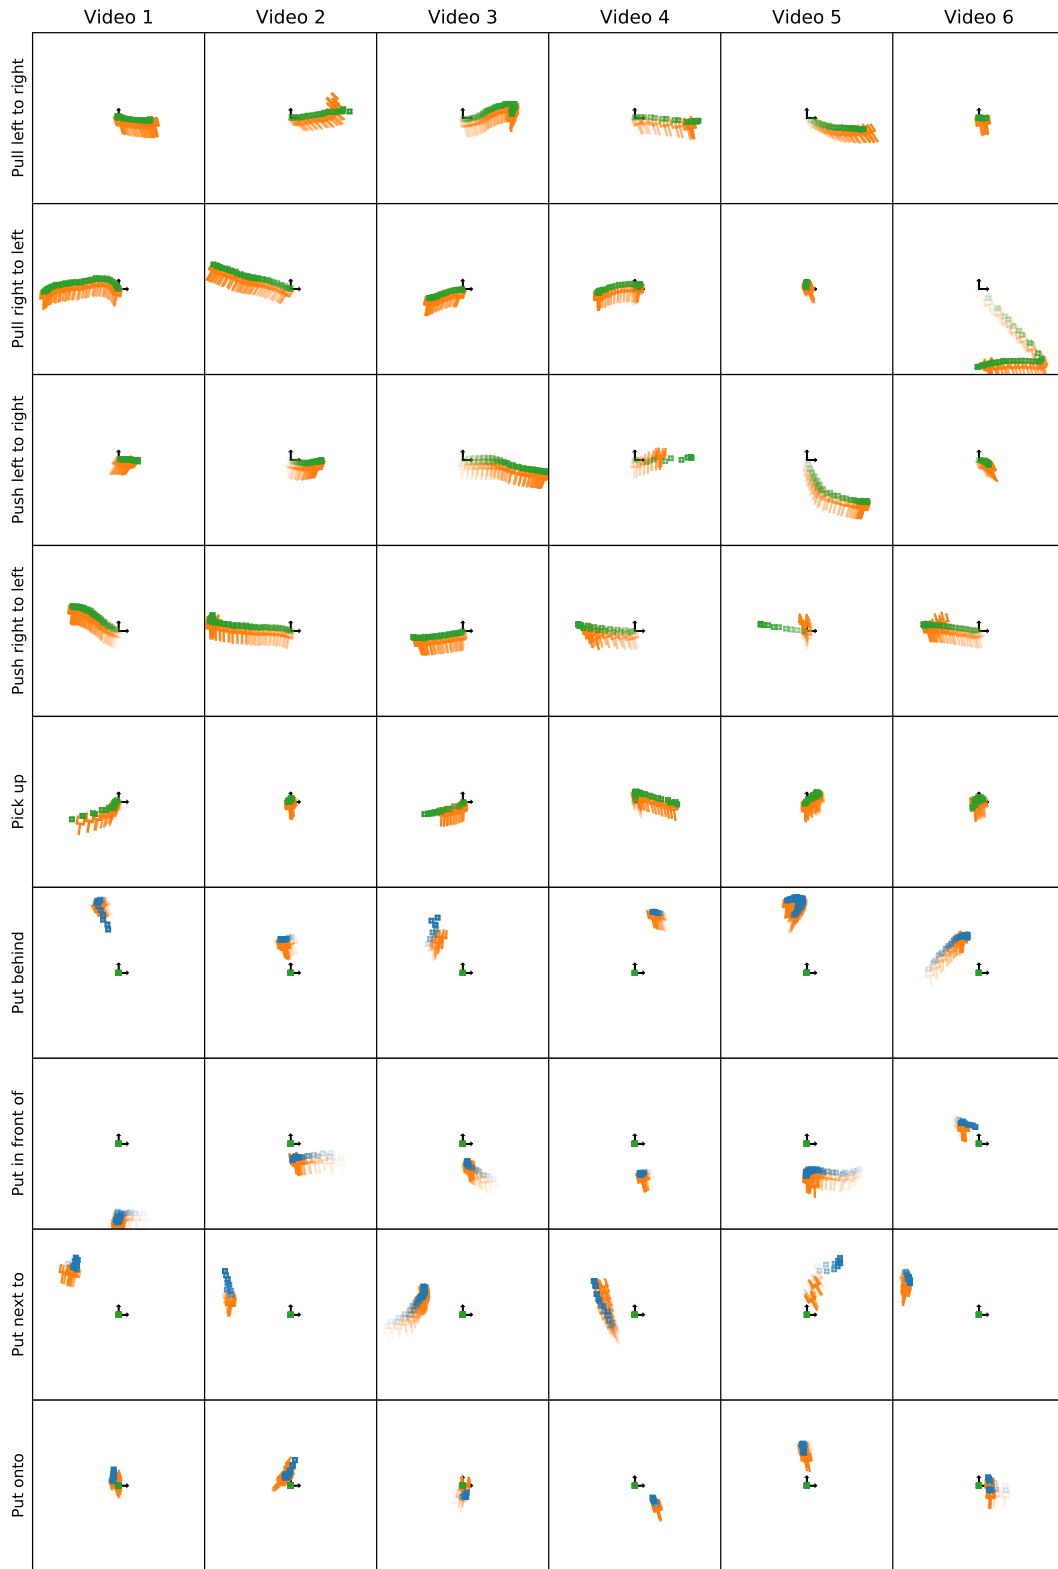 Video 1 Video 2 Video 3 Video 4 Video 5 Video 6
Pull left to right
Pull right to left
Push left to right
Push right to left
Pick up
Put behind
Put in front of
Put next to
Put onto